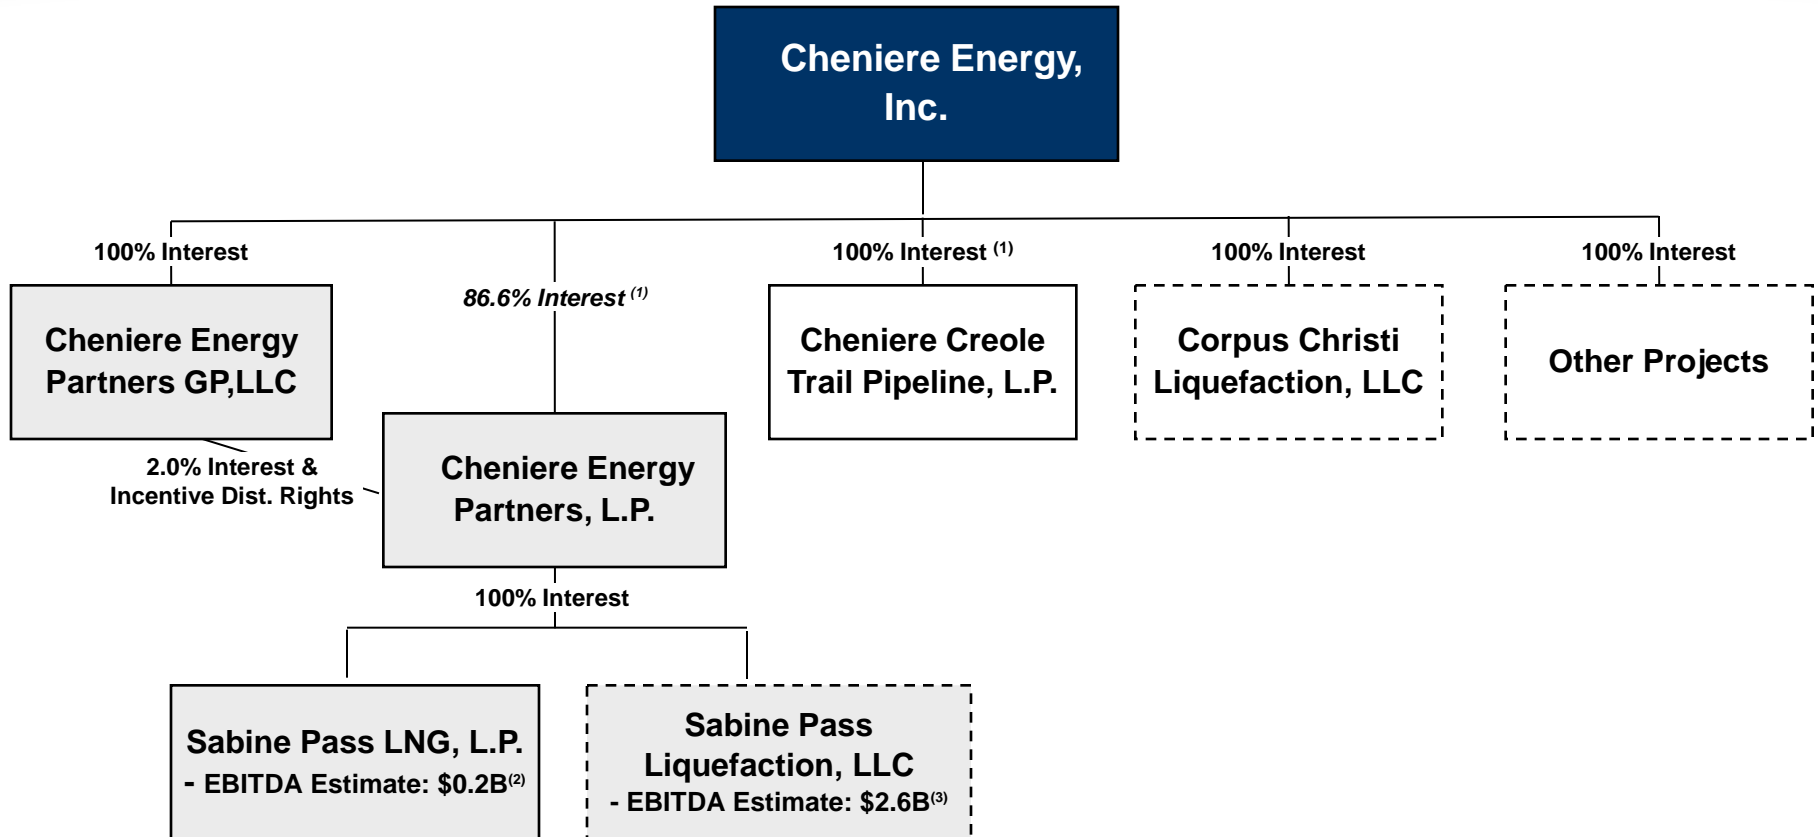 Cheniere Energy,
Inc.
100% Interest
86.6% Interest (1)
100% Interest (1)
100% Interest
100% Interest
Cheniere Energy
Partners GP,LLC
Cheniere Creole
Trail Pipeline, L.P.
Corpus Christi
Liquefaction, LLC
Other Projects
2.0% Interest &
Incentive Dist. Rights
Cheniere Energy
Partners, L.P.
100% Interest
Sabine Pass LNG, L.P.
- EBITDA Estimate: $0.2B(2)
Sabine Pass
Liquefaction, LLC
- EBITDA Estimate: $2.6B(3)